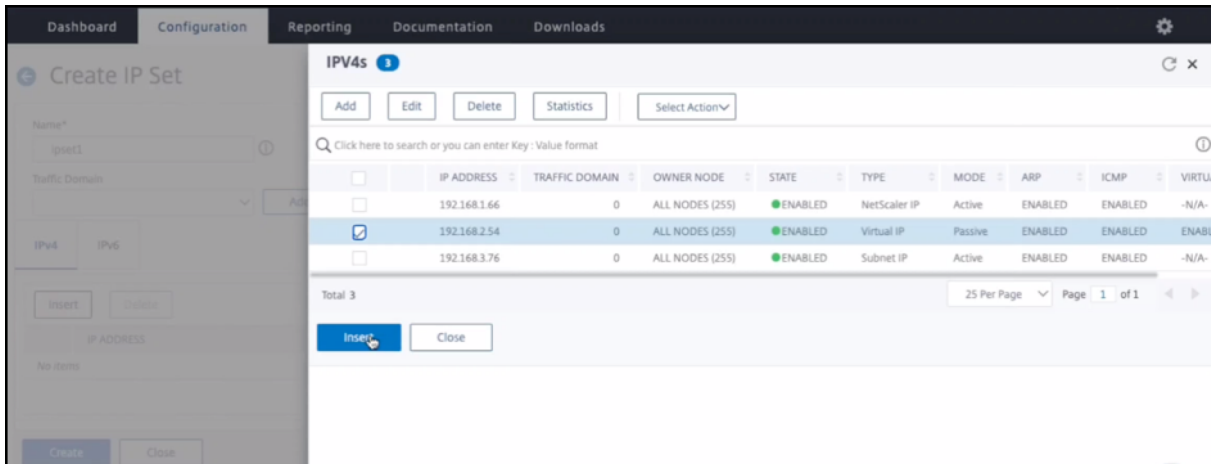 Dashboard Configuration Reporting Documentation Downloads
Create IP Set
Name*
ipset1
Traffic Domain
Add
IPv4 IPv6
Insert Delete
IP ADDRESS
No items
Create Close
IPV4s 3
Add Edit Delete Statistics Select Action
Click here to search or you can enter Key : Value format
IP ADDRESS TRAFFIC DOMAIN OWNER NODE STATE TYPE MODE ARP ICMP VIRTUA
192.168.1.66 0 ALL NODES (255) ENABLED NetScaler IP Active ENABLED ENABLED -N/A-
192.168.2.54 0 ALL NODES (255) ENABLED Virtual IP Passive ENABLED ENABLED ENABL
192.168.3.76 0 ALL NODES (255) ENABLED Subnet IP Active ENABLED ENABLED -N/A-
Total 3 25 Per Page Page 1 of 1
Insert Close